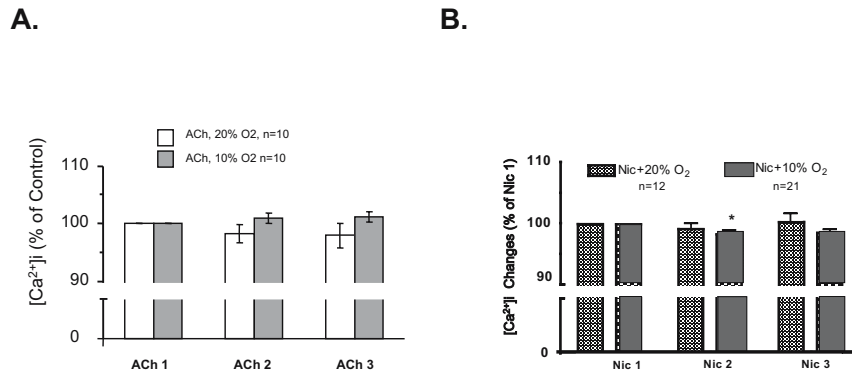 A.
B.
ACh, 20% O2, n=10
ACh, 10% O2 n=10
[Ca²⁺]i (% of Control)
110
100
90
0
ACh 1
ACh 2
ACh 3
Nic+20% O₂
n=12
Nic+10% O₂
n=21
[Ca²⁺]i Changes (% of Nic 1)
110
100
90
0
*
Nic 1
Nic 2
Nic 3